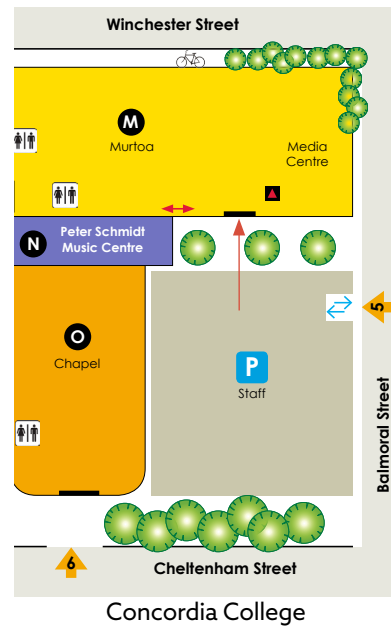 Winchester Street
M
Murtoa
Media
Centre
N
Peter Schmidt
Music Centre
O
Chapel
P
Staff
5
Balmoral Street
6
Cheltenham Street
Concordia College